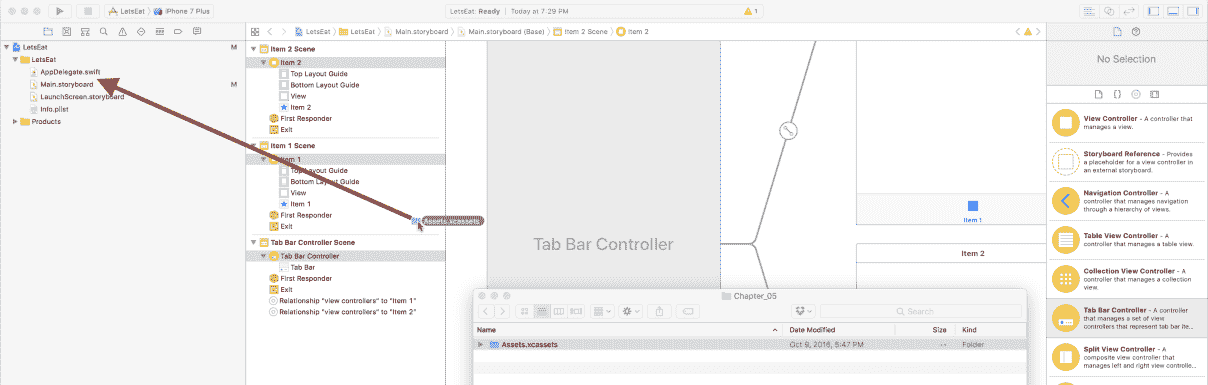 LetsEat iPhone 7 Plus
LetsEat: Ready Today at 7:29 PM
1
LetsEat M
LetsEat
AppDelegate.swift
Main.storyboard M
LaunchScreen.storyboard
Info.plist
Products
LetsEat LetsEat Main.storyboard Main.storyboard (Base) Item 2 Scene Item 2
Item 2 Scene
Item 2
Top Layout Guide
Bottom Layout Guide
View
Item 2
First Responder
Exit
Item 1 Scene
Item 1
Top Layout Guide
Bottom Layout Guide
View
Item 1
First Responder
Exit
Tab Bar Controller Scene
Tab Bar Controller
Tab Bar
First Responder
Exit
Relationship "view controllers" to "Item 1"
Relationship "view controllers" to "Item 2"
Assets.xcassets
Tab Bar Controller
Item 1
Item 2
Chapter_05
Search
Name Date Modified Size Kind
Assets.xcassets Oct 9, 2016, 5:47 PM -- Folder
No Selection
View Controller - A controller that
manages a view.
Storyboard Reference - Provides
a placeholder for a view controller in
an external storyboard.
Navigation Controller - A
controller that manages navigation
through a hierarchy of views.
Table View Controller - A
controller that manages a table view.
Collection View Controller - A
controller that manages a collection
view.
Tab Bar Controller - A controller
that manages a set of view
controllers that represent tab bar ite...
Split View Controller - A
composite view controller that
manages left and right view controlle...